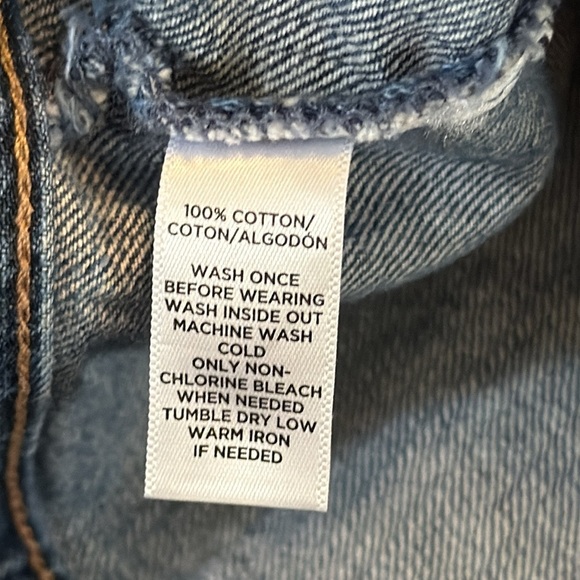 100% COTTON/
COTON/ALGODÓN
WASH ONCE
BEFORE WEARING
WASH INSIDE OUT
MACHINE WASH
COLD
ONLY NON-
CHLORINE BLEACH
WHEN NEEDED
TUMBLE DRY LOW
WARM IRON
IF NEEDED